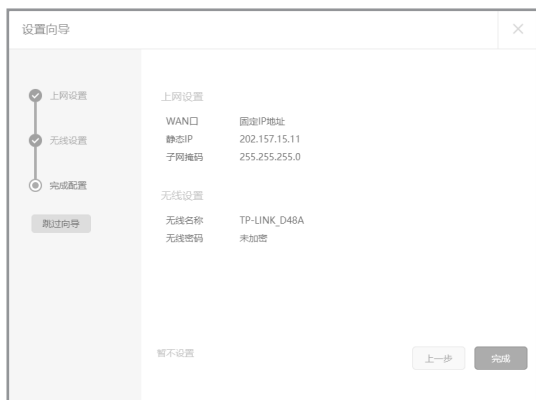 设置向导
上网设置
无线设置
完成配置
跳过向导
上网设置
WAN口 固定IP地址
静态IP 202.157.15.11
子网掩码 255.255.255.0
无线设置
无线名称 TP-LINK_D48A
无线密码 未加密
暂不设置
上一步 完成